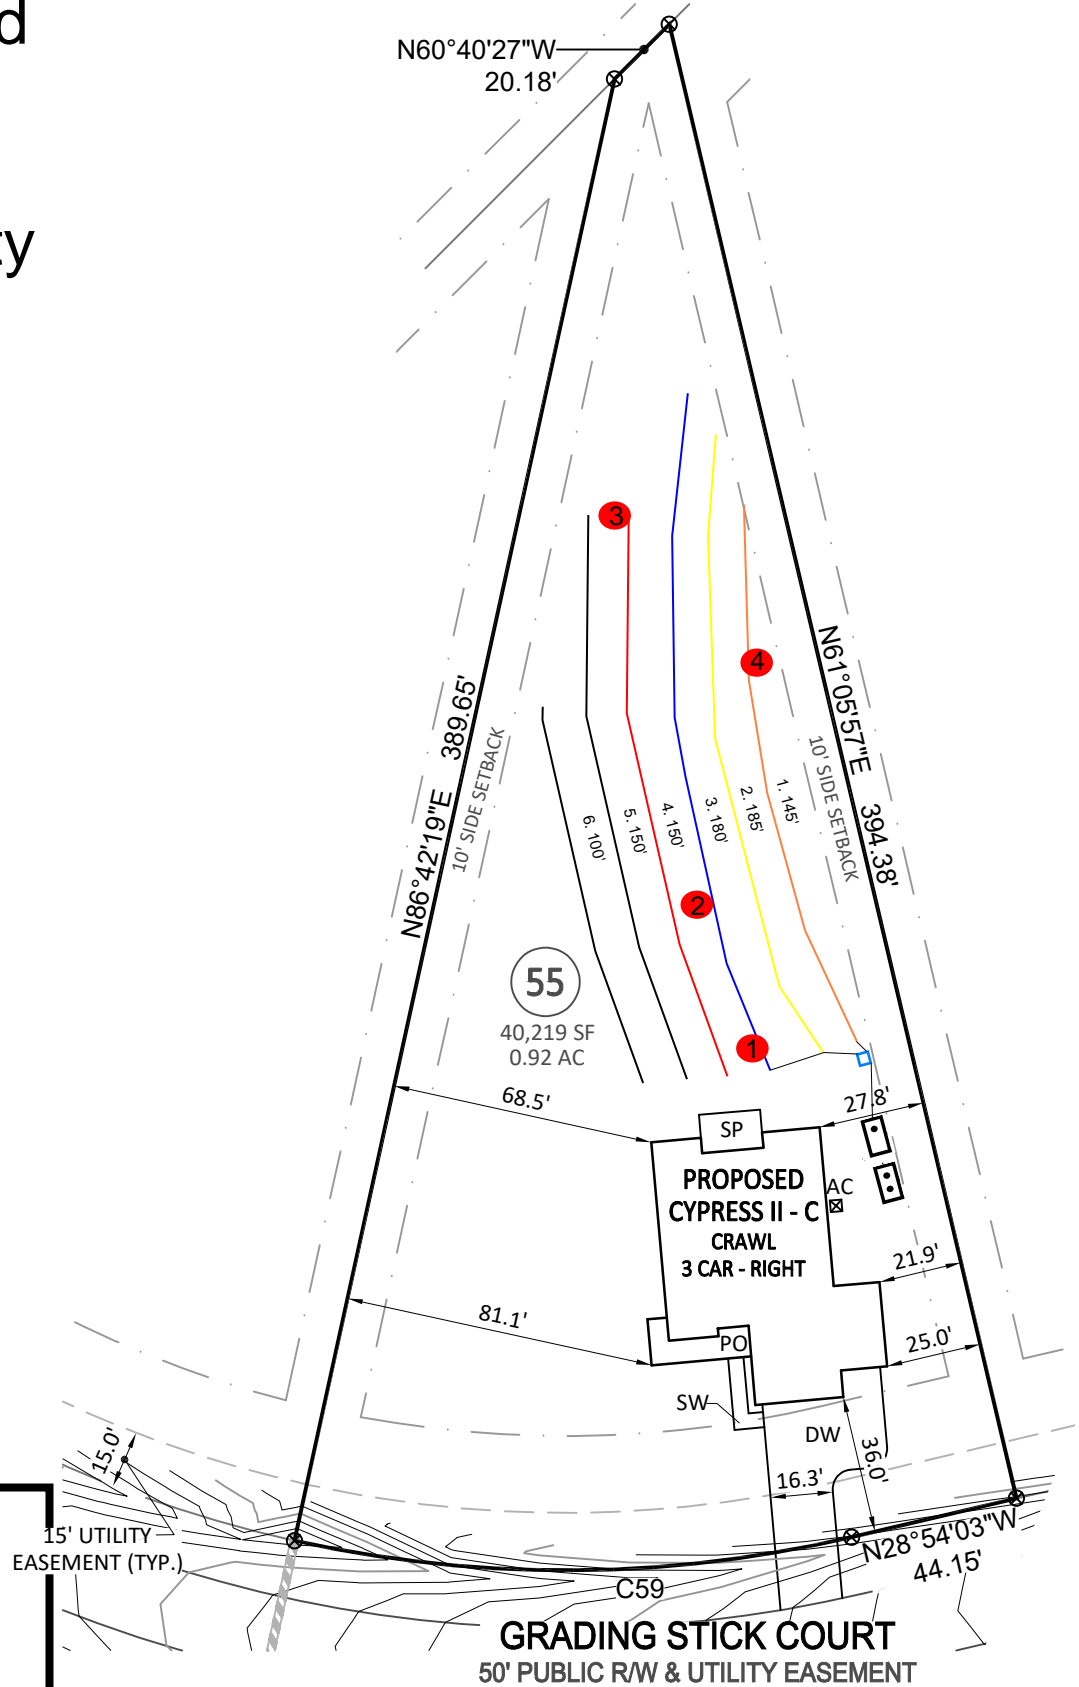 d
ty
N60°40'27"W
20.18'
3
4
N61°05'57"E 394.38'
10' SIDE SETBACK
N86°42'19"E 389.65'
10' SIDE SETBACK
6. 100'
5. 150'
4. 150'
3. 180'
2. 185'
1. 145'
2
55
40,219 SF
0.92 AC
1
68.5'
27.8'
SP
PROPOSED
CYPRESS II - C
CRAWL
3 CAR - RIGHT
AC
21.9'
81.1'
PO
25.0'
SW
DW
36.0'
16.3'
15.0'
15' UTILITY
EASEMENT (TYP.)
N28°54'03"W
44.15'
C59
GRADING STICK COURT
50' PUBLIC R/W & UTILITY EASEMENT